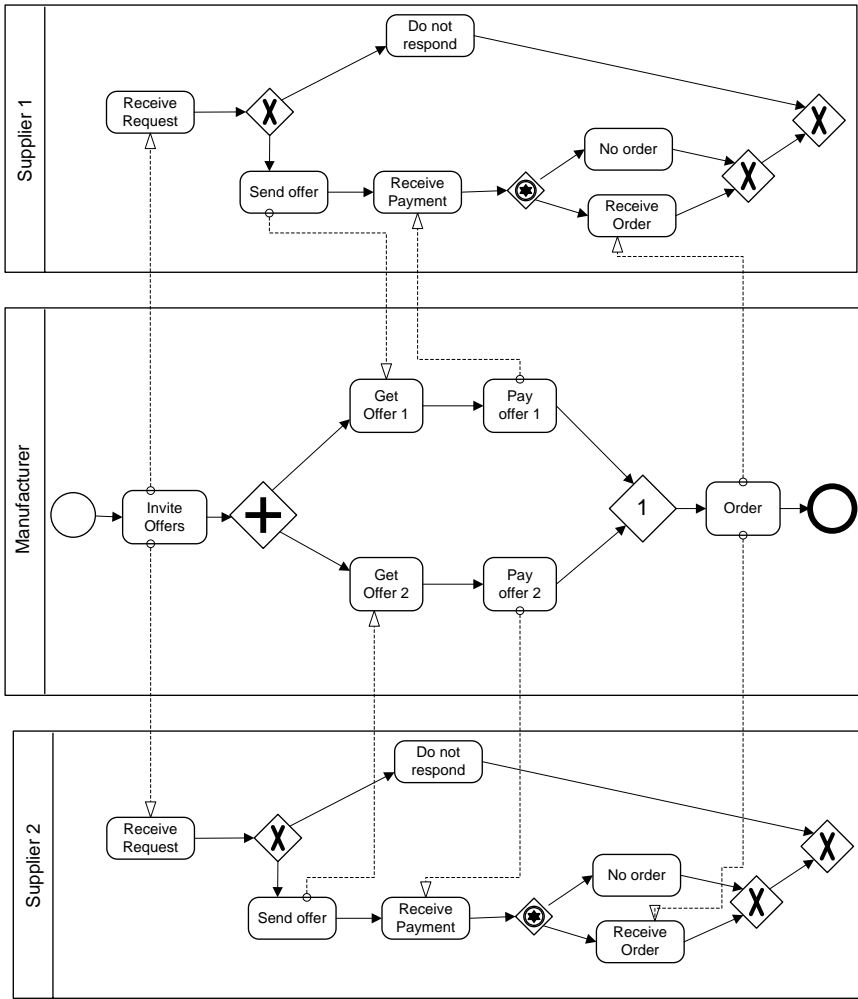 Supplier 1
Do not
respond
Receive
Request
X
X
X
Send offer
Receive
Payment
No order
Receive
Order
Manufacturer
Get
Offer 1
Pay
offer 1
Invite
Offers
1
Order
Get
Offer 2
Pay
offer 2
Supplier 2
Do not
respond
Receive
Request
X
X
X
Send offer
Receive
Payment
No order
Receive
Order